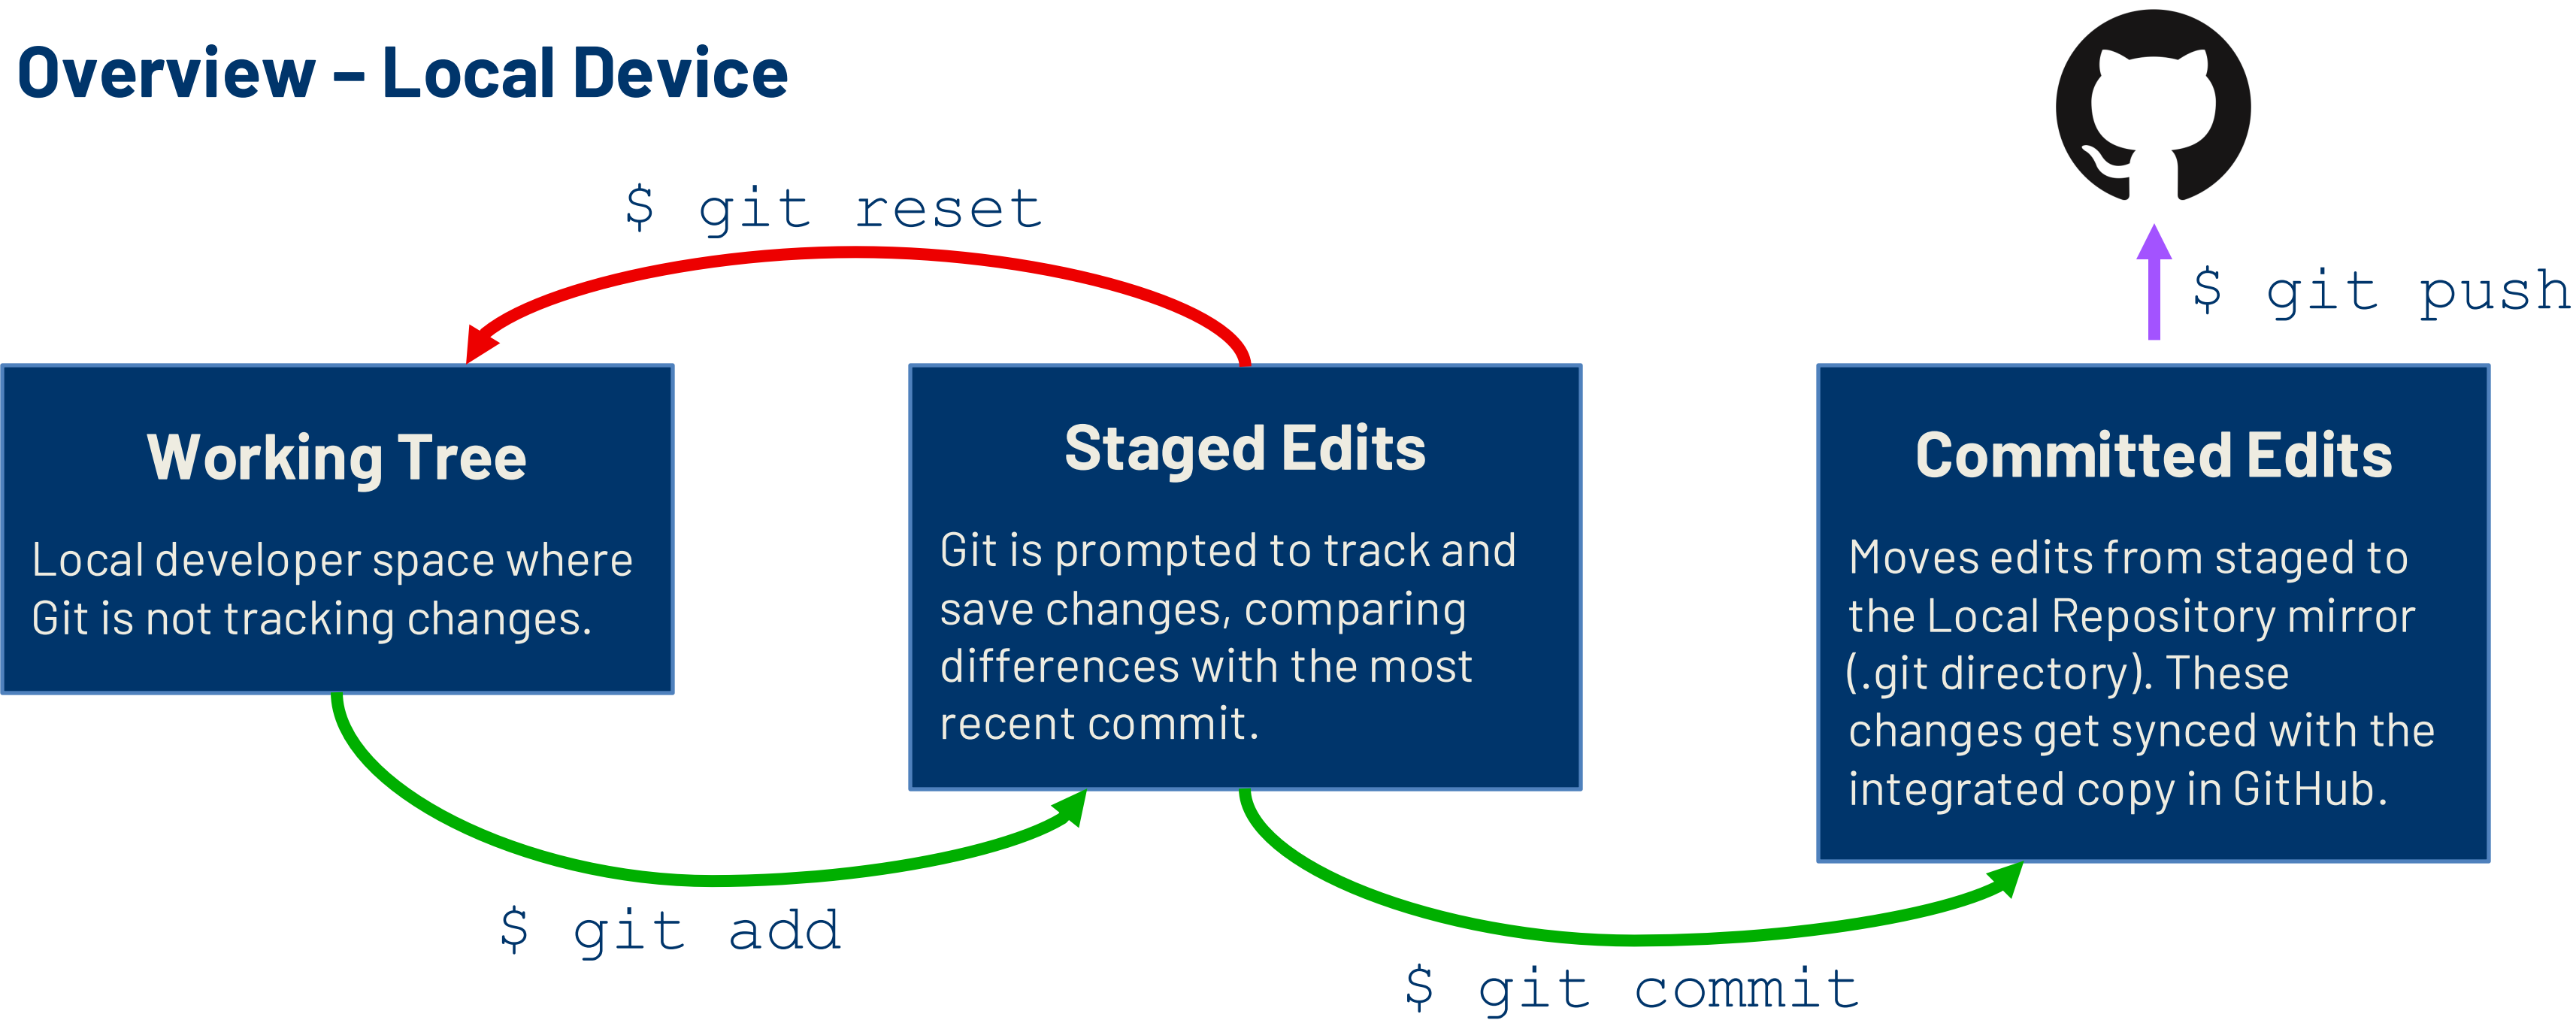 Overview – Local Device
$ git reset
$ git push
Working Tree
Local developer space where
Git is not tracking changes.
Staged Edits
Git is prompted to track and
save changes, comparing
differences with the most
recent commit.
Committed Edits
Moves edits from staged to
the Local Repository mirror
(.git directory). These
changes get synced with the
integrated copy in GitHub.
$ git add
$ git commit